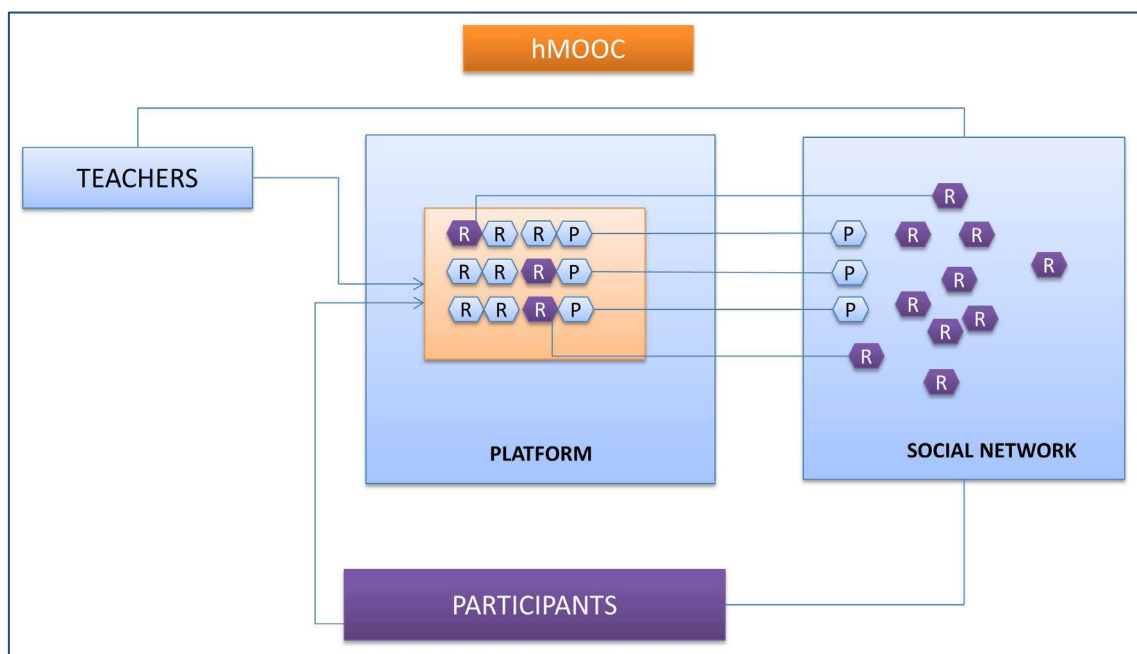 hMOOC
TEACHERS
R
R R R P P R R
R
R R R P P R
R R R P P R R
R
R
R
PLATFORM
SOCIAL NETWORK
PARTICIPANTS